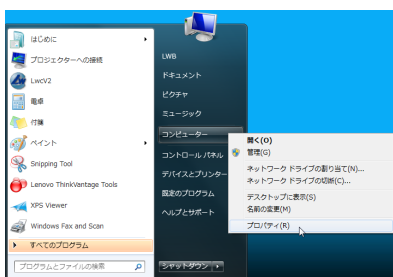 はじめに
プロジェクターへの接続
LwcV2
電卓
付箋
ペイント
Snipping Tool
Lenovo ThinkVantage Tools
XPS Viewer
Windows Fax and Scan
すべてのプログラム
プログラムとファイルの検索
LWB
ドキュメント
ピクチャ
ミュージック
コンピューター
コントロール パネル
デバイスとプリンター
既定のプログラム
ヘルプとサポート
シャットダウン
開く(O)
管理(G)
ネットワーク ドライブの割り当て(N)...
ネットワーク ドライブの切断(C)...
デスクトップに表示(S)
名前の変更(M)
プロパティ(R)